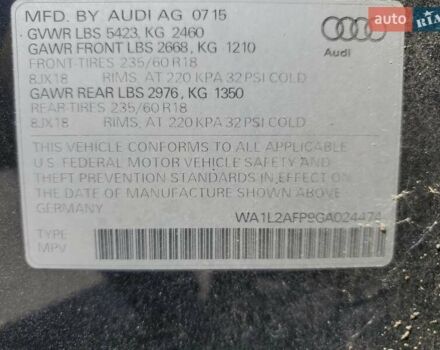 MFD. BY AUDI AG 07 15
GVWR LBS 5423, KG 2460
GAWR FRONT LBS 2668, KG 1210
FRONT-TIRES 235/60 R18
8JX18 RIMS, AT 220 KPA 32 PSI COLD
GAWR REAR LBS 2976, KG 1350
REAR-TIRES 235/60 R18
8JX18 RIMS, AT 220 KPA 32 PSI COLD
Audi
THIS VEHICLE CONFORMS TO ALL APPLICABLE
U.S. FEDERAL MOTOR VEHICLE SAFETY AND
THEFT PREVENTION STANDARDS IN EFFECT ON
THE DATE OF MANUFACTURE SHOWN ABOVE
GERMANY
WA1L2AFP9GA024474
TYPE
MPV
AUTO
RIA